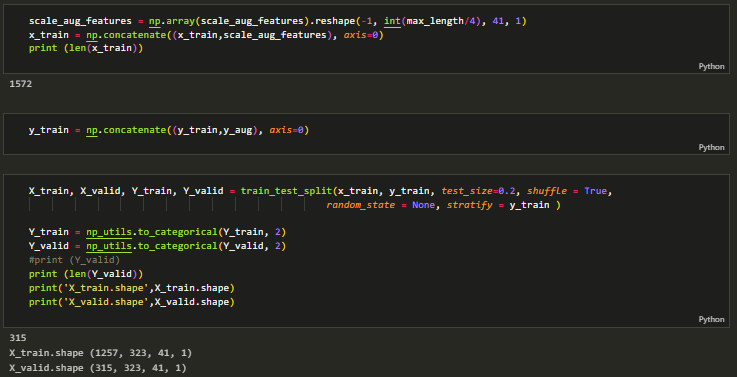 scale_aug_features = np.array(scale_aug_features).reshape(-1, int(max_length/4), 41, 1)
x_train = np.concatenate((x_train,scale_aug_features), axis=0)
print (len(x_train))
Python
1572
y_train = np.concatenate((y_train,y_aug), axis=0)
Python
X_train, X_valid, Y_train, Y_valid = train_test_split(x_train, y_train, test_size=0.2, shuffle = True,
random_state = None, stratify = y_train )
Y_train = np_utils.to_categorical(Y_train, 2)
Y_valid = np_utils.to_categorical(Y_valid, 2)
#print (Y_valid)
print (len(Y_valid))
print('X_train.shape',X_train.shape)
print('X_valid.shape',X_valid.shape)
Python
315
X_train.shape (1257, 323, 41, 1)
X_valid.shape (315, 323, 41, 1)